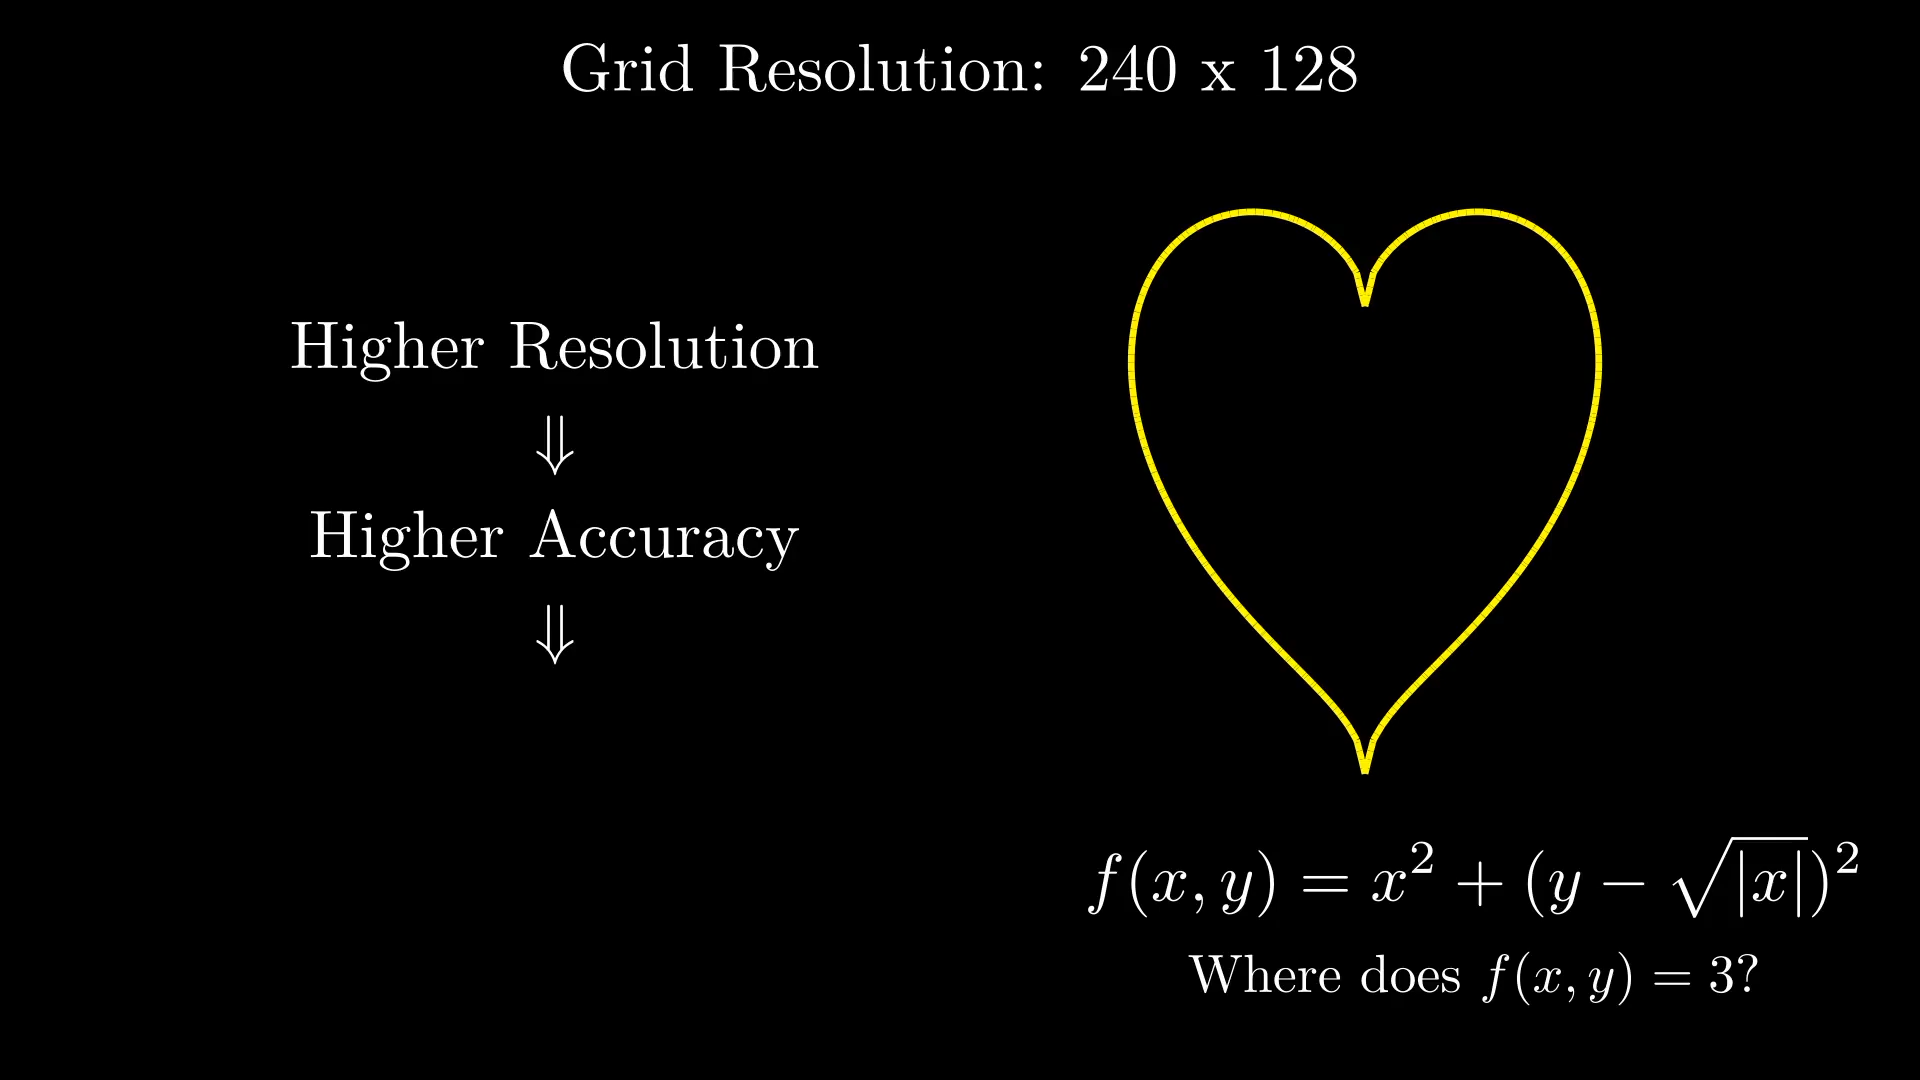 Grid Resolution: 240 x 128
Higher Resolution
⇓
Higher Accuracy
⇓
f(x, y) = x² + (y − √|x|)²
Where does f(x, y) = 3?